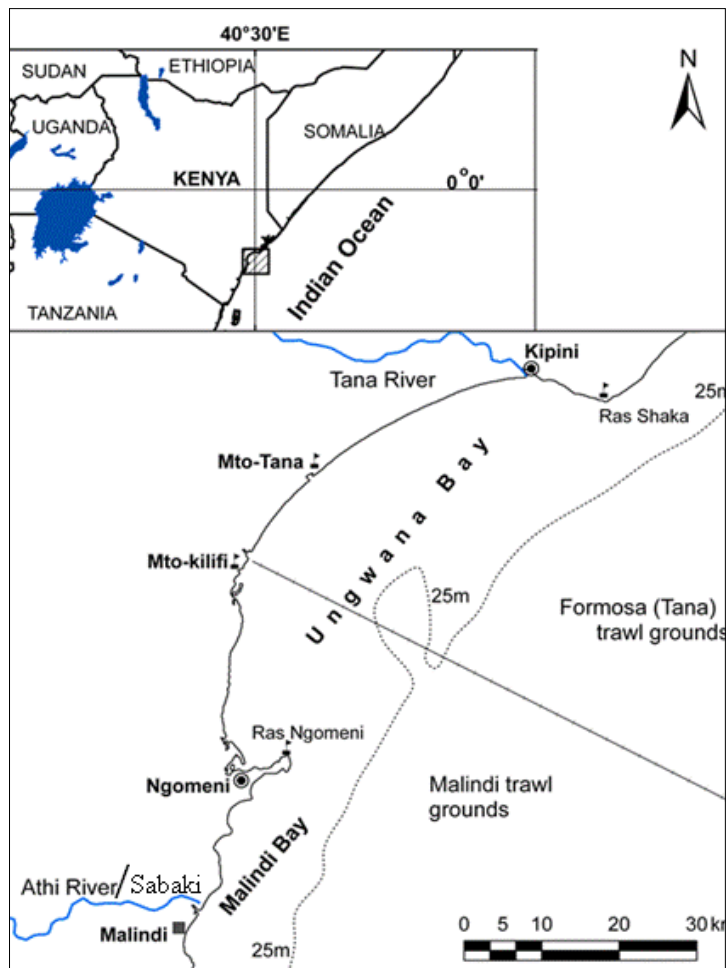 40°30'E
N
SUDAN
ETHIOPIA
UGANDA
SOMALIA
KENYA
0°0'
Indian Ocean
TANZANIA
Kipini
Tana River
25m
Ras Shaka
Mto-Tana
Ungwana Bay
Mto-kilifi
25m
Formosa (Tana)
trawl grounds
Ras Ngomeni
Ngomeni
Malindi trawl
grounds
Malindi Bay
Athi River/Sabaki
Malindi
25m
0 5 10 20 30 km